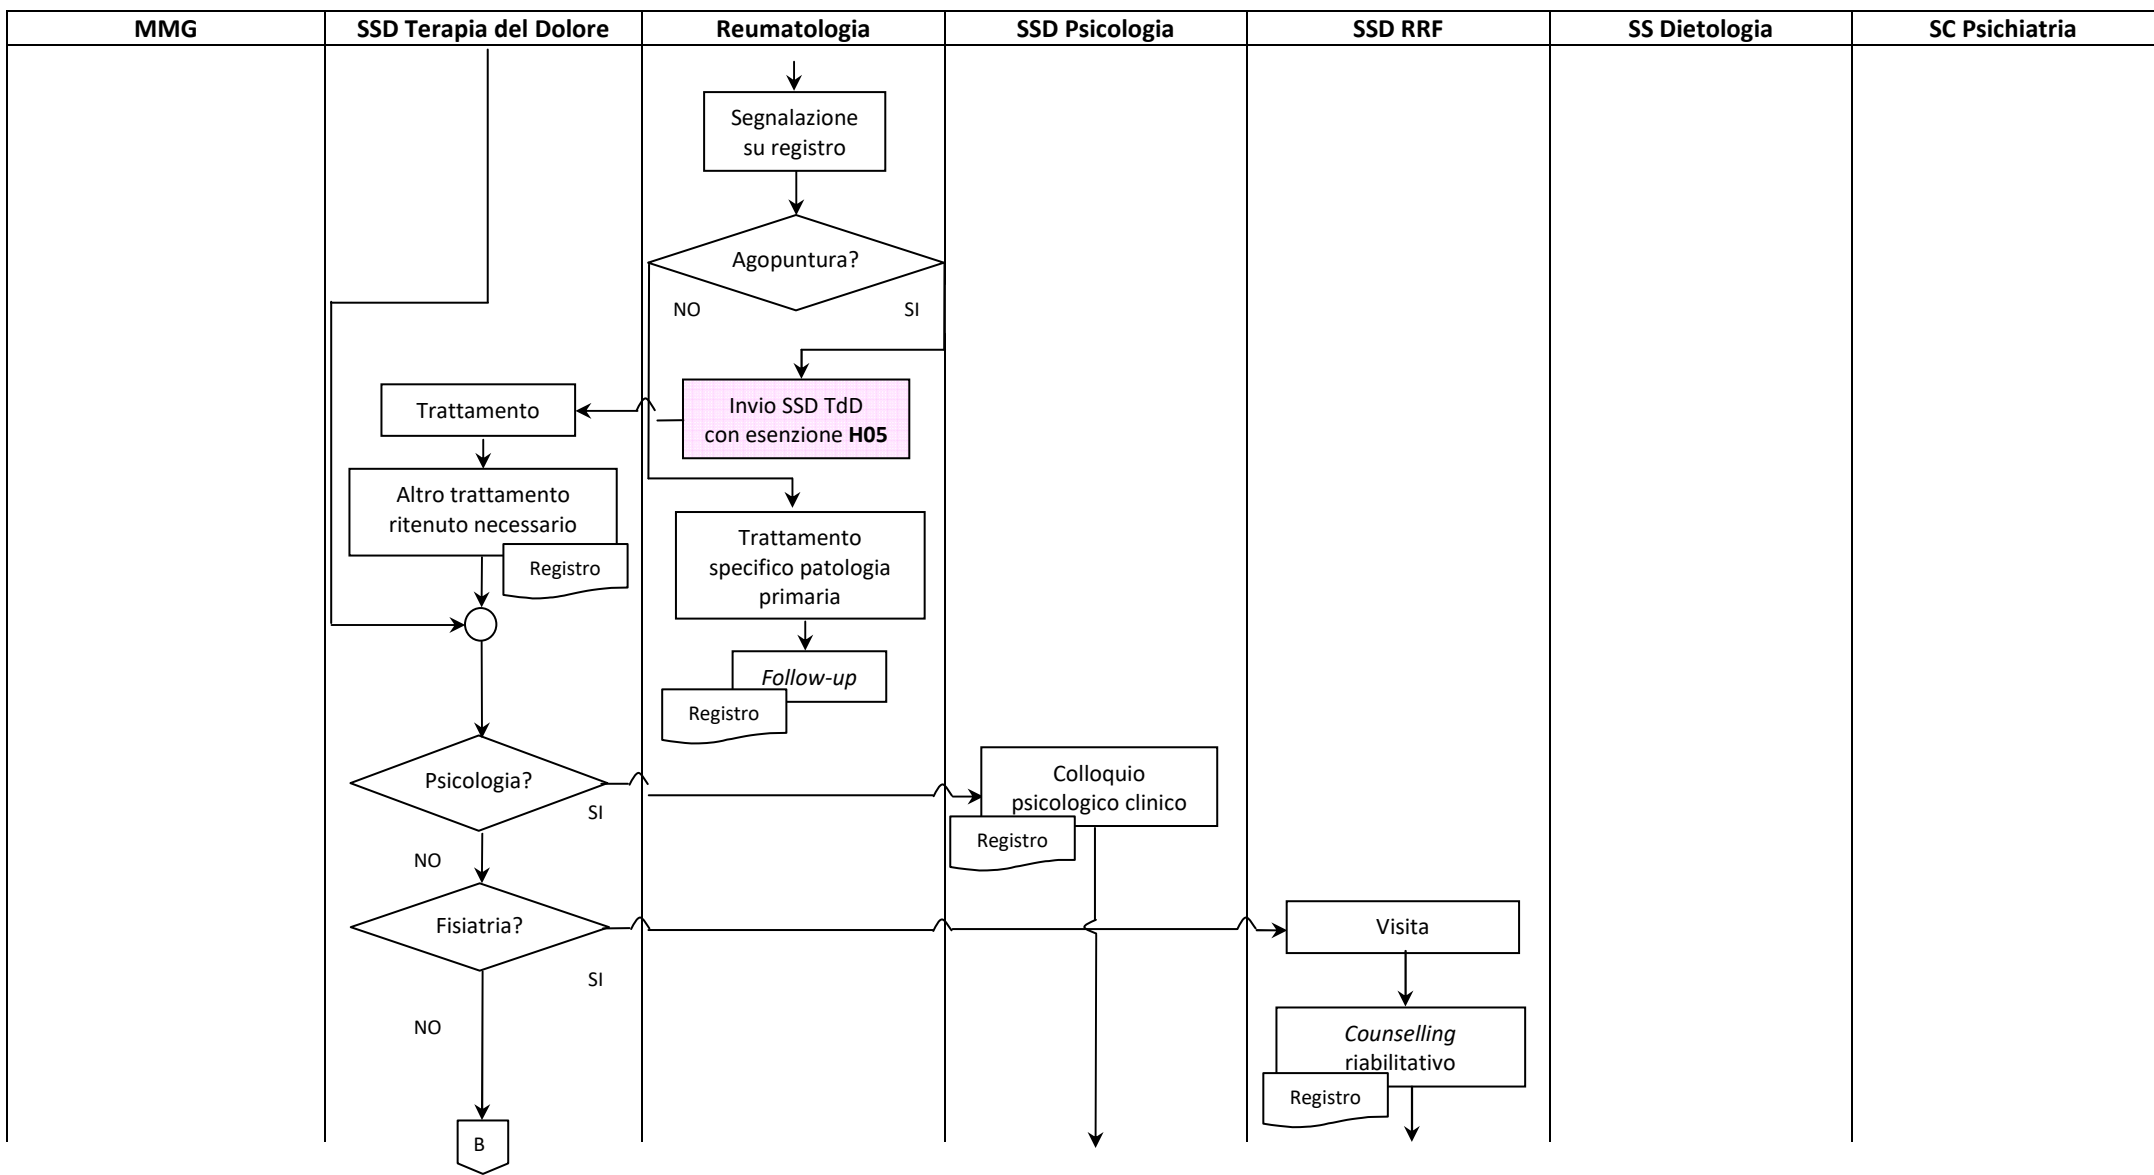 MMG
SSD Terapia del Dolore
Reumatologia
SSD Psicologia
SSD RRF
SS Dietologia
SC Psichiatria
Segnalazione
su registro
Agopuntura?
NO
SI
Invio SSD TdD
con esenzione H05
Trattamento
Altro trattamento
ritenuto necessario
Registro
Trattamento
specifico patologia
primaria
Follow-up
Registro
Psicologia?
SI
NO
Colloquio
psicologico clinico
Registro
Fisiatria?
SI
NO
Visita
Counselling
riabilitativo
Registro
B